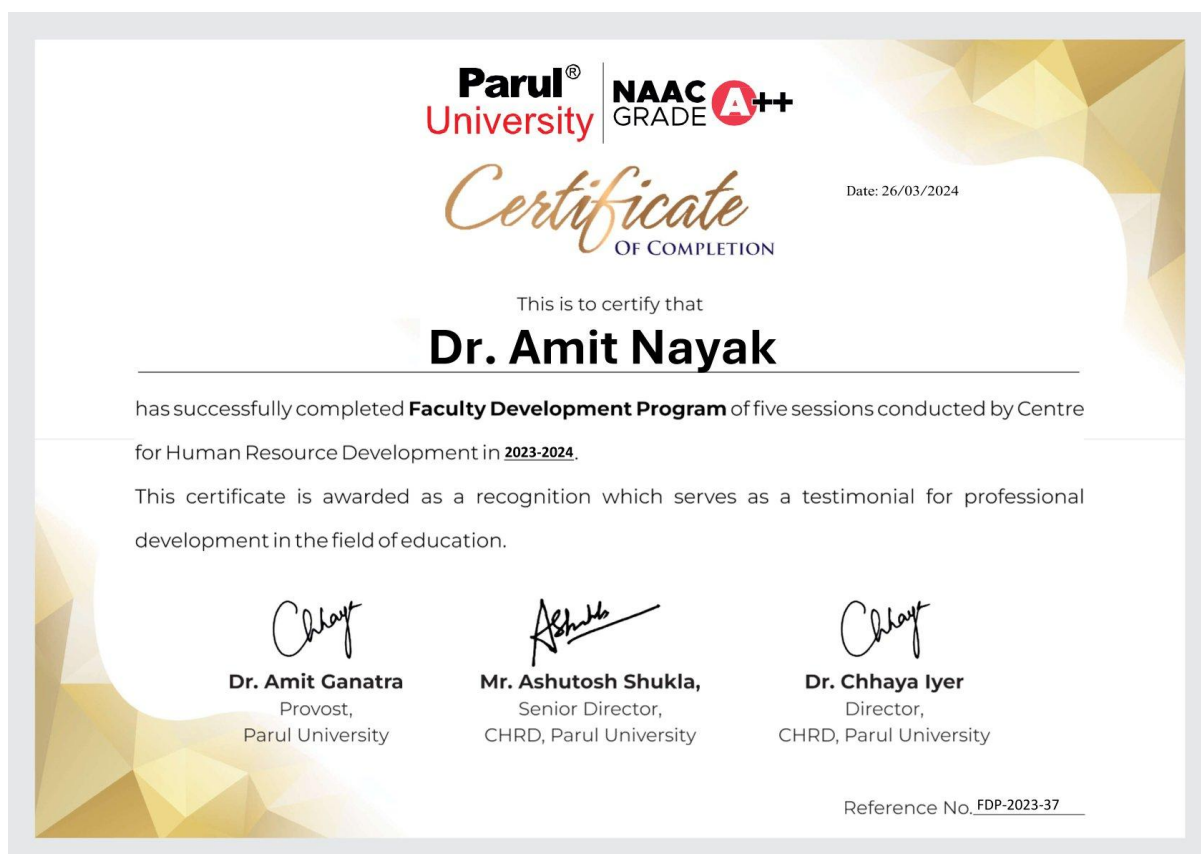 Parul®
University
NAAC
GRADE A++
Certificate
OF COMPLETION
Date: 26/03/2024
This is to certify that
Dr. Amit Nayak
has successfully completed Faculty Development Program of five sessions conducted by Centre
for Human Resource Development in 2023-2024.
This certificate is awarded as a recognition which serves as a testimonial for professional
development in the field of education.
Chhaya
AShukla
Chhaya
Dr. Amit Ganatra
Provost,
Parul University
Mr. Ashutosh Shukla,
Senior Director,
CHRD, Parul University
Dr. Chhaya Iyer
Director,
CHRD, Parul University
Reference No. FDP-2023-37